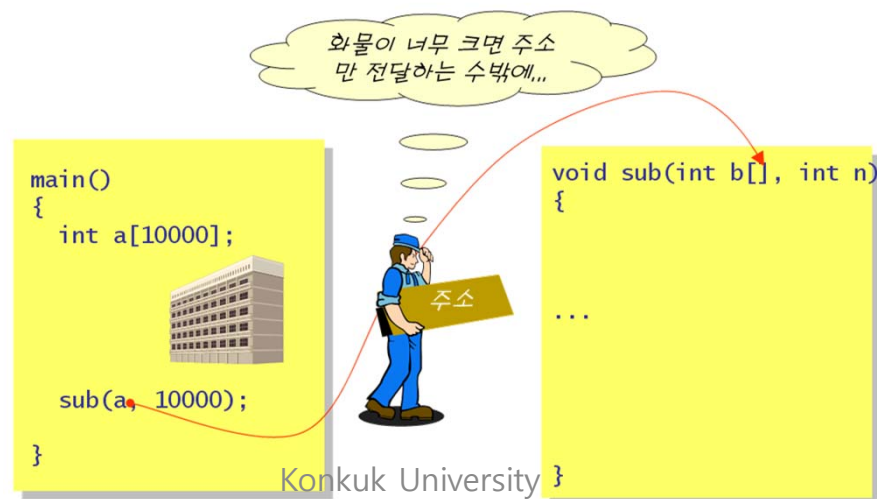 화물이 너무 크면 주소
만 전달하는 수밖에...
main()
{
int a[10000];
sub(a, 10000);
}
주소
void sub(int b[], int n)
{
...
}
Konkuk University